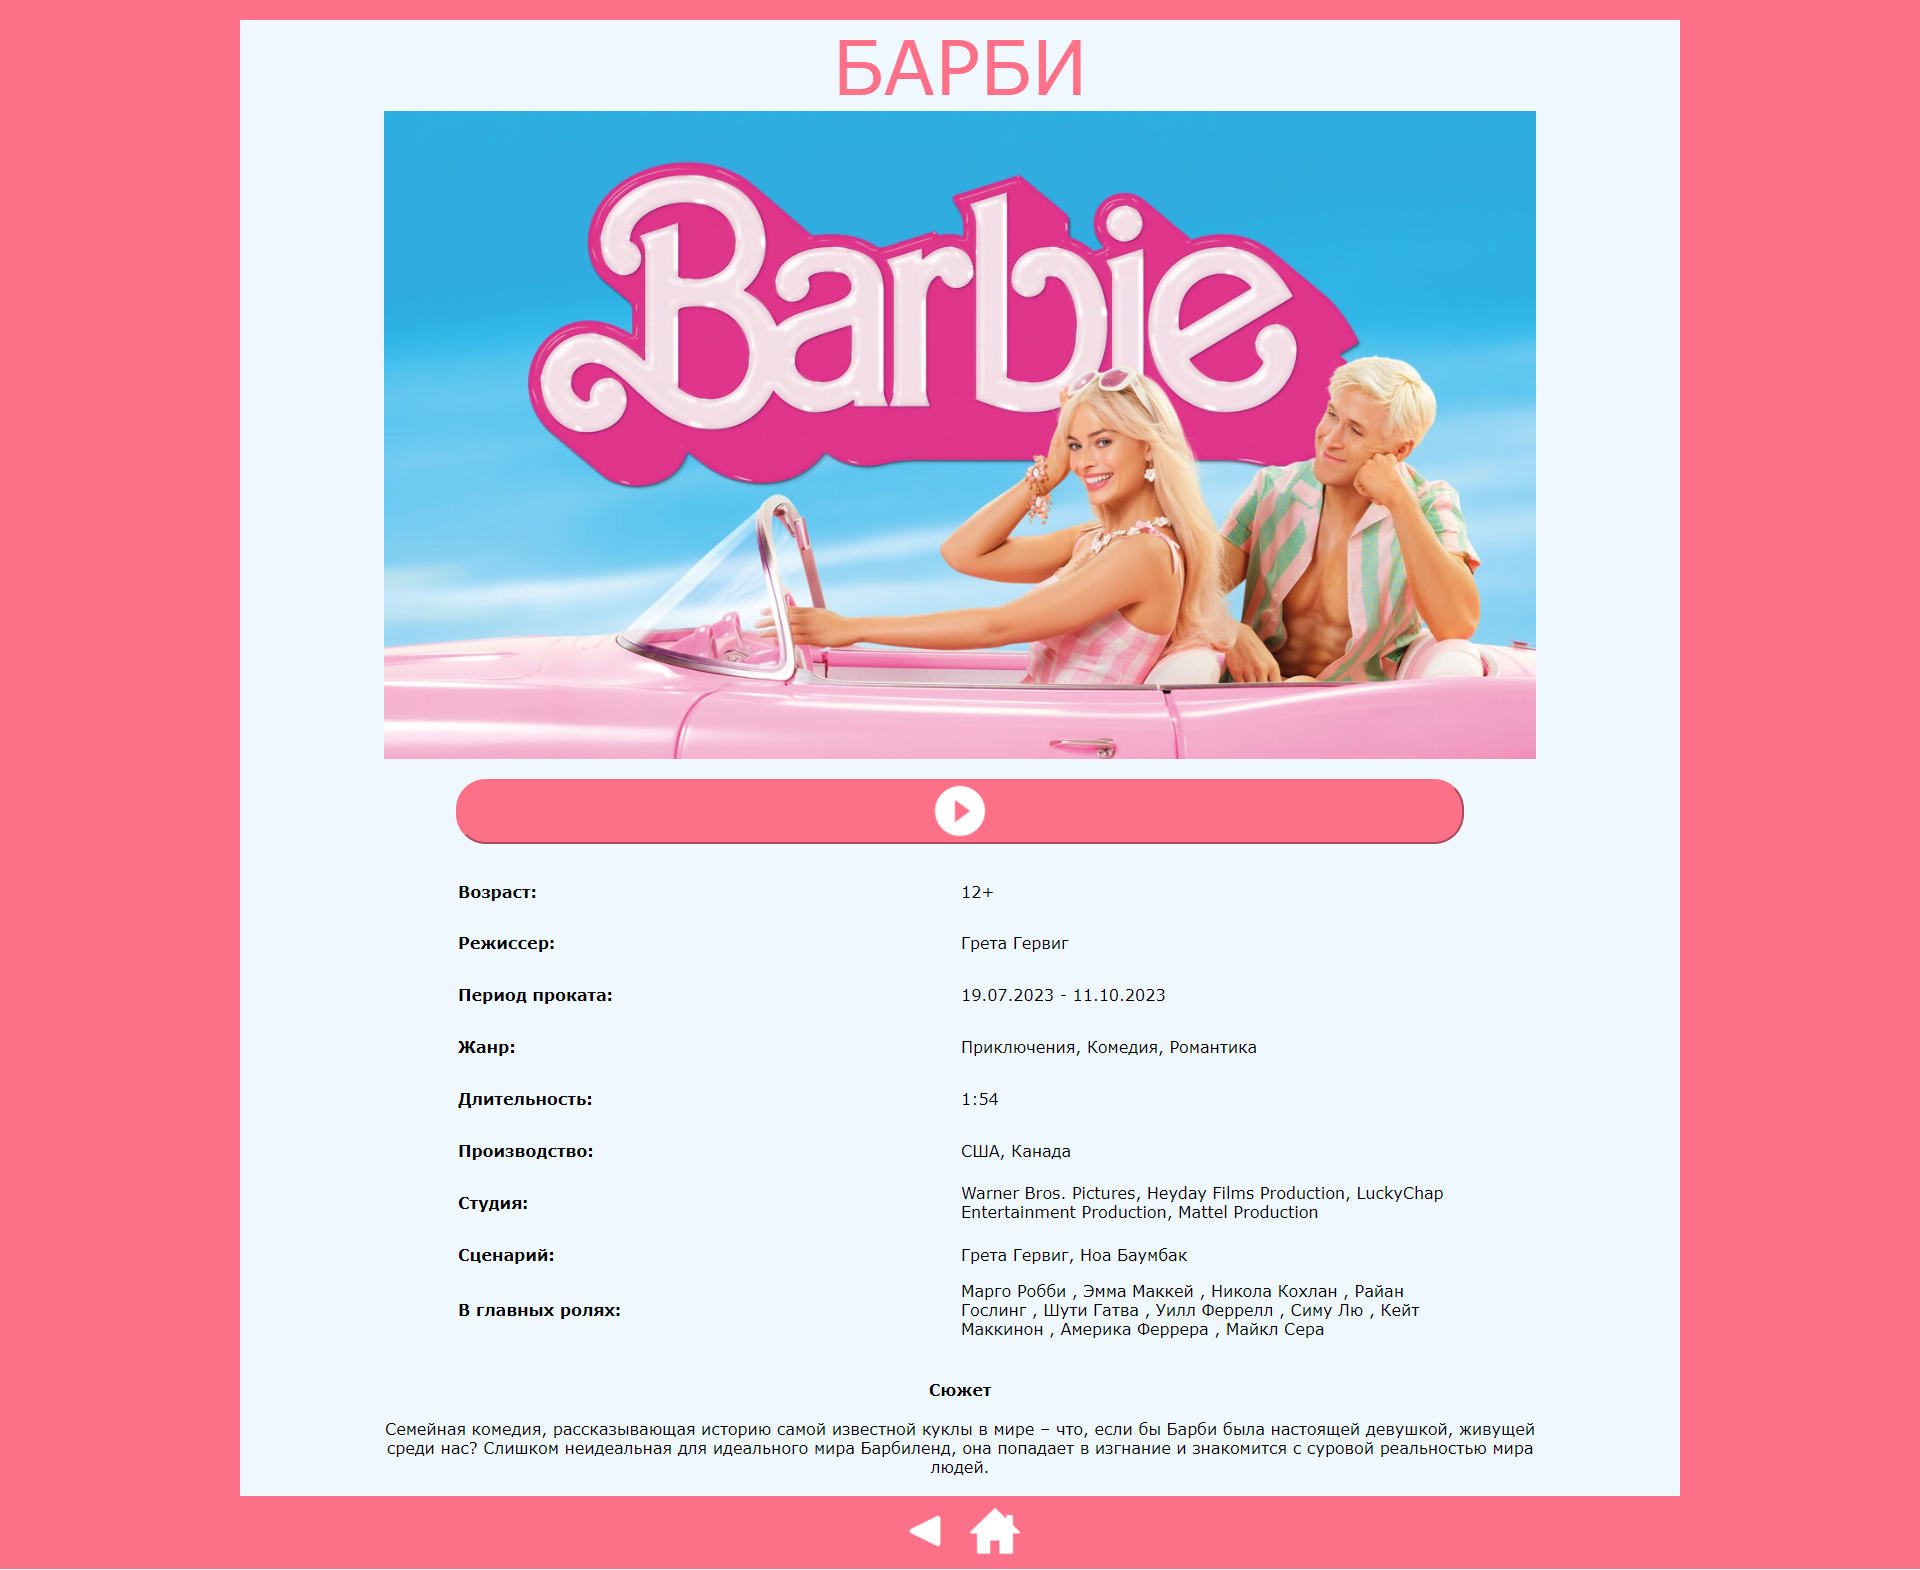 БАРБИ
Barbie
Возраст: 12+
Режиссер: Грета Гервиг
Период проката: 19.07.2023 - 11.10.2023
Жанр: Приключения, Комедия, Романтика
Длительность: 1:54
Производство: США, Канада
Студия: Warner Bros. Pictures, Heyday Films Production, LuckyChap
Entertainment Production, Mattel Production
Сценарий: Грета Гервиг, Ноа Баумбак
В главных ролях: Марго Робби , Эмма Маккей , Никола Кохлан , Райан
Гослинг , Шути Гатва , Уилл Феррелл , Симу Лю , Кейт
Маккинон , Америка Феррера , Майкл Сера
Сюжет
Семейная комедия, рассказывающая историю самой известной куклы в мире – что, если бы Барби была настоящей девушкой, живущей
среди нас? Слишком неидеальная для идеального мира Барбиленд, она попадает в изгнание и знакомится с суровой реальностью мира
людей.